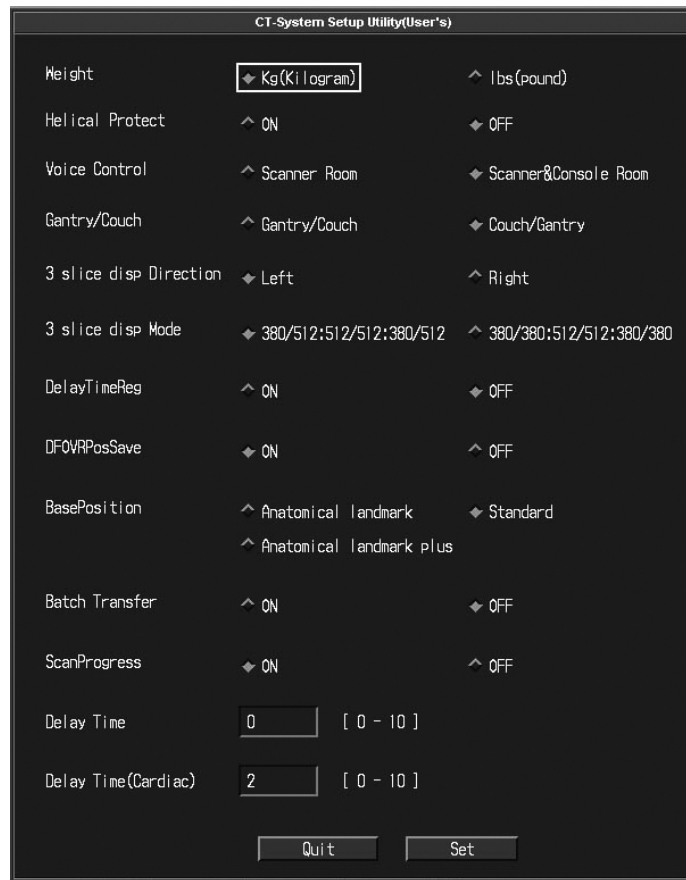 CT-System Setup Utility(User's)
Weight Kg(Kilogram) lbs(pound)
Helical Protect ON OFF
Voice Control Scanner Room Scanner&Console Room
Gantry/Couch Gantry/Couch Couch/Gantry
3 slice disp Direction Left Right
3 slice disp Mode 380/512:512/512:380/512 380/380:512/512:380/380
DelayTimeReg ON OFF
DFOVRPosSave ON OFF
BasePosition Anatomical landmark Standard
Anatomical landmark plus
Batch Transfer ON OFF
ScanProgress ON OFF
Delay Time 0 [ 0 - 10 ]
Delay Time(Cardiac) 2 [ 0 - 10 ]
Quit Set